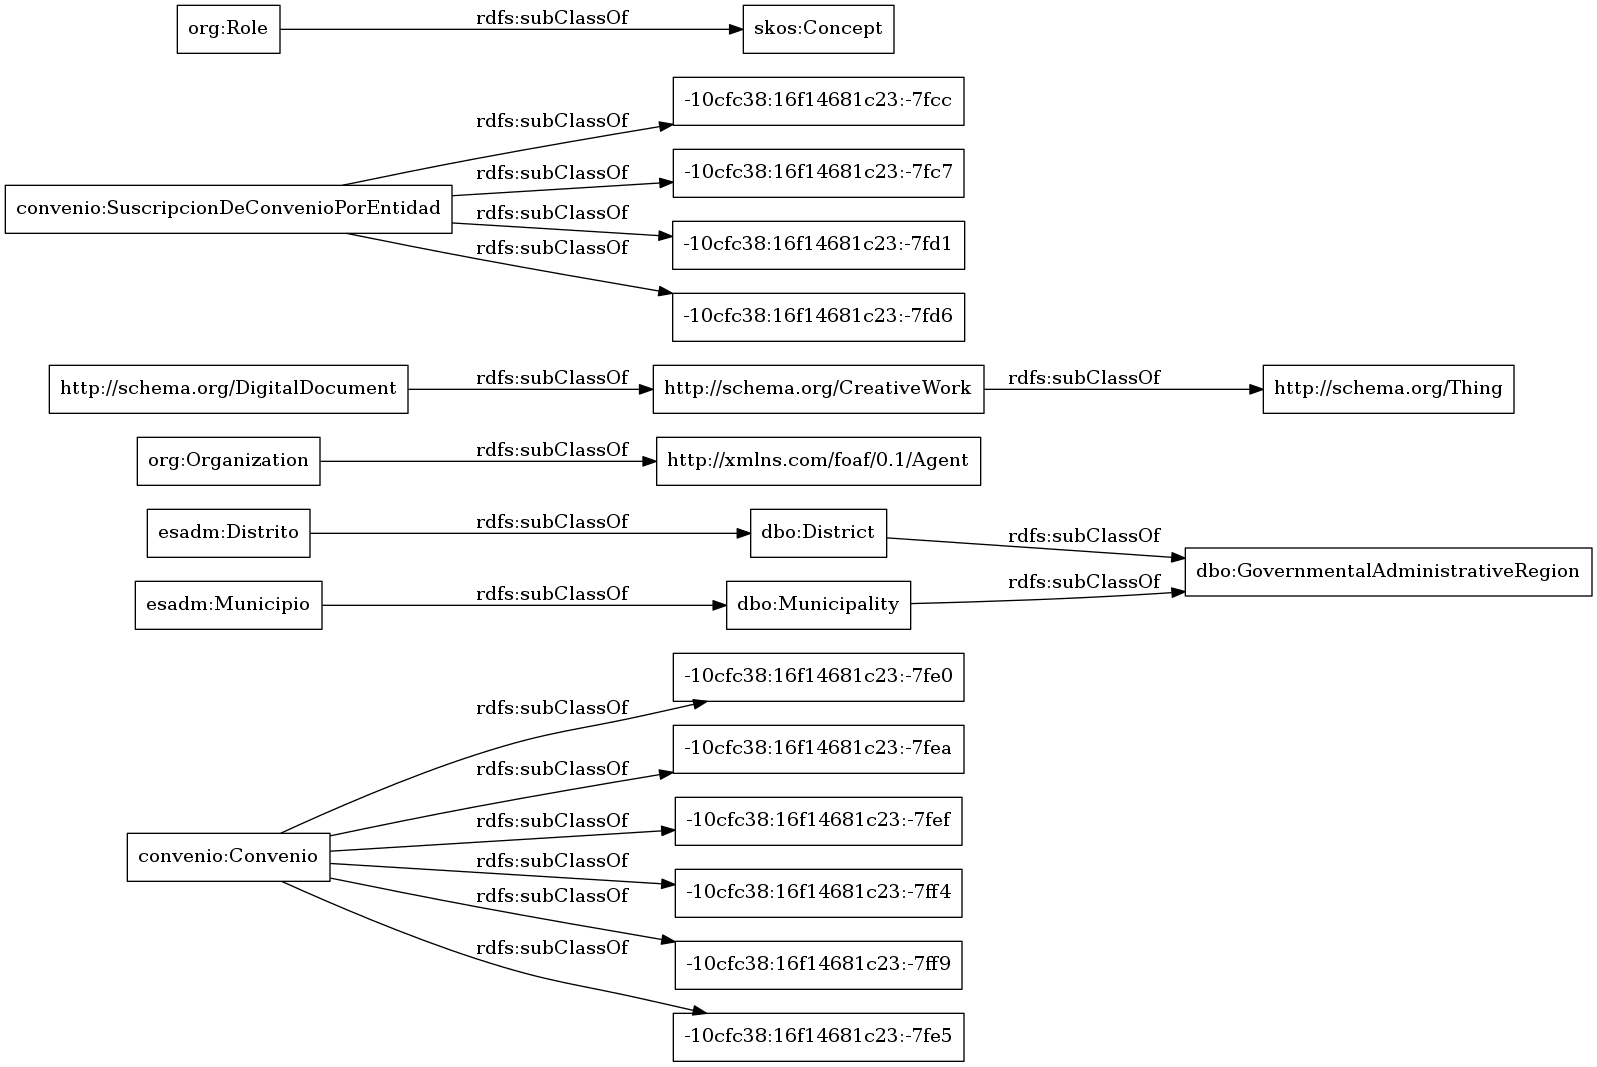 org:Role
rdfs:subClassOf
skos:Concept
convenio:SuscripcionDeConvenioPorEntidad
rdfs:subClassOf
-10cfc38:16f14681c23:-7fcc
rdfs:subClassOf
-10cfc38:16f14681c23:-7fc7
rdfs:subClassOf
-10cfc38:16f14681c23:-7fd1
rdfs:subClassOf
-10cfc38:16f14681c23:-7fd6
http://schema.org/DigitalDocument
rdfs:subClassOf
http://schema.org/CreativeWork
rdfs:subClassOf
http://schema.org/Thing
org:Organization
rdfs:subClassOf
http://xmlns.com/foaf/0.1/Agent
esadm:Distrito
rdfs:subClassOf
dbo:District
rdfs:subClassOf
dbo:GovernmentalAdministrativeRegion
esadm:Municipio
rdfs:subClassOf
dbo:Municipality
rdfs:subClassOf
convenio:Convenio
rdfs:subClassOf
-10cfc38:16f14681c23:-7fe0
rdfs:subClassOf
-10cfc38:16f14681c23:-7fea
rdfs:subClassOf
-10cfc38:16f14681c23:-7fef
rdfs:subClassOf
-10cfc38:16f14681c23:-7ff4
rdfs:subClassOf
-10cfc38:16f14681c23:-7ff9
rdfs:subClassOf
-10cfc38:16f14681c23:-7fe5